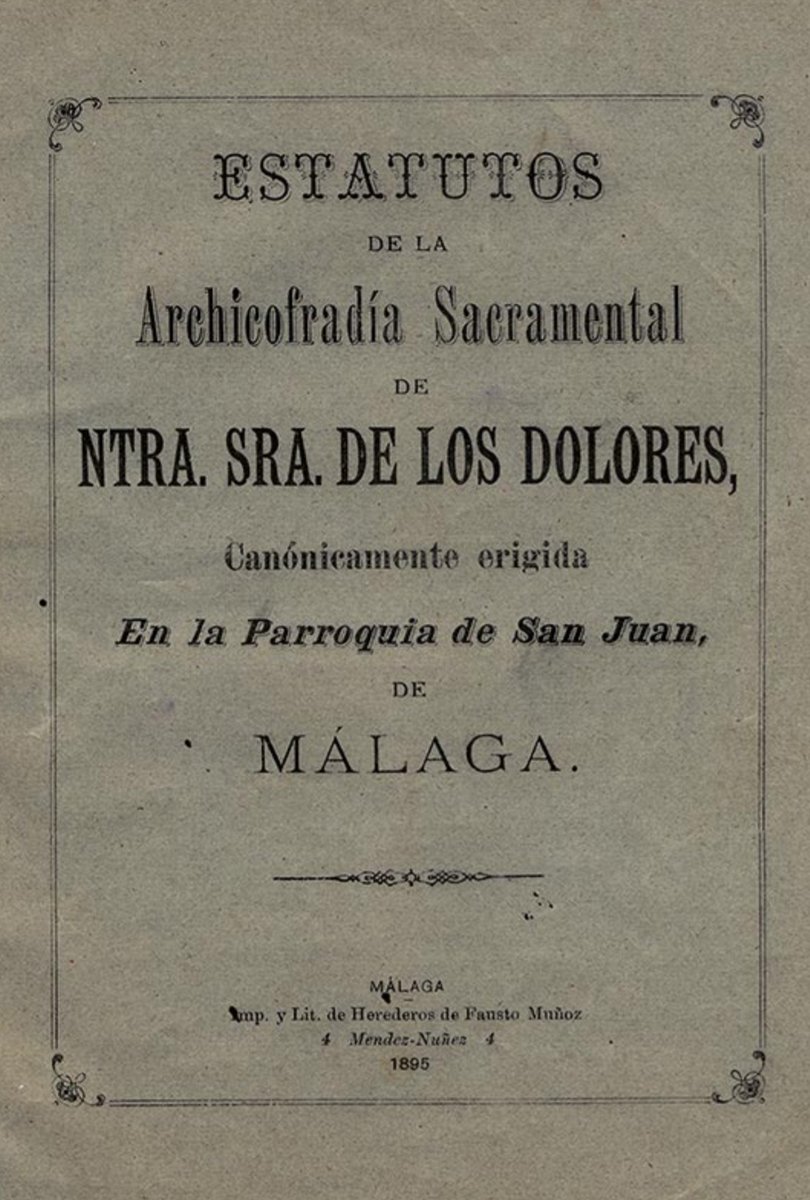 ESTATUTOS
DE LA
Archicofradía Sacramental
DE
NTRA. SRA. DE LOS DOLORES,
Canónicamente erigida
En la Parroquia de San Juan,
DE
MÁLAGA.
MÁLAGA
Imp. y Lit. de Herederos de Fausto Muñoz
4 Mendez-Nuñez 4
1895